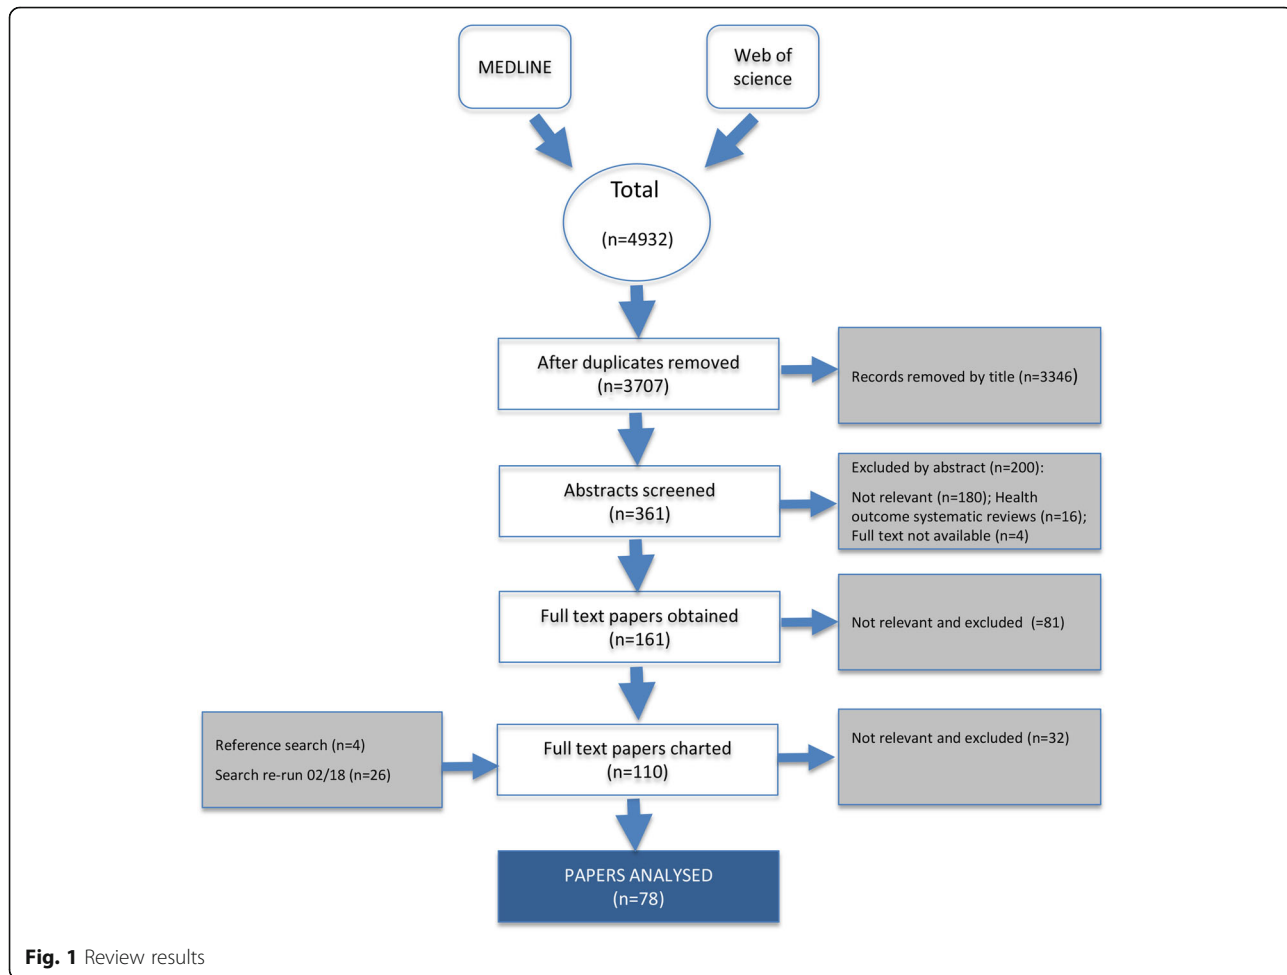 MEDLINE
Web of
science
Total
(n=4932)
After duplicates removed
(n=3707)
Records removed by title (n=3346)
Abstracts screened
(n=361)
Excluded by abstract (n=200):
Not relevant (n=180); Health
outcome systematic reviews (n=16);
Full text not available (n=4)
Full text papers obtained
(n=161)
Not relevant and excluded (=81)
Reference search (n=4)
Search re-run 02/18 (n=26)
Full text papers charted
(n=110)
Not relevant and excluded (n=32)
PAPERS ANALYSED
(n=78)
Fig. 1 Review results